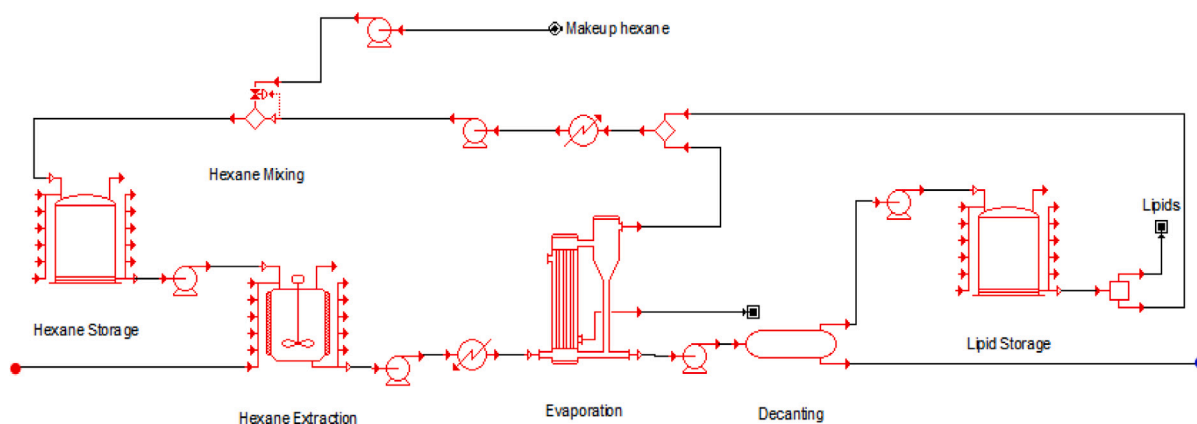 Makeup hexane
Hexane Mixing
Lipids
Hexane Storage
Lipid Storage
Hexane Extraction
Evaporation
Decanting